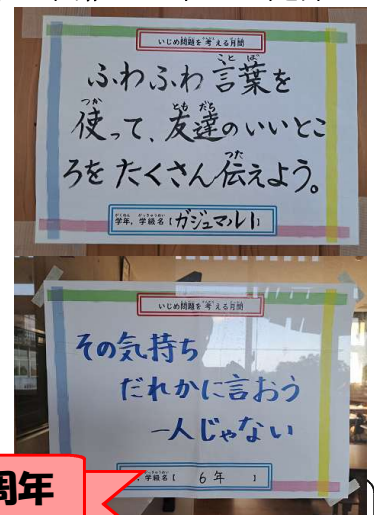 いじめ問題を考える月間
ふわふわ言葉を
使って、友達のいいとこ
ろをたくさん伝えよう。
学年，学級名【ガジュマル1】
いじめ問題を考える月間
その気持ち
だれかに言おう
一人じゃない
，学級名【 6年 】
周年